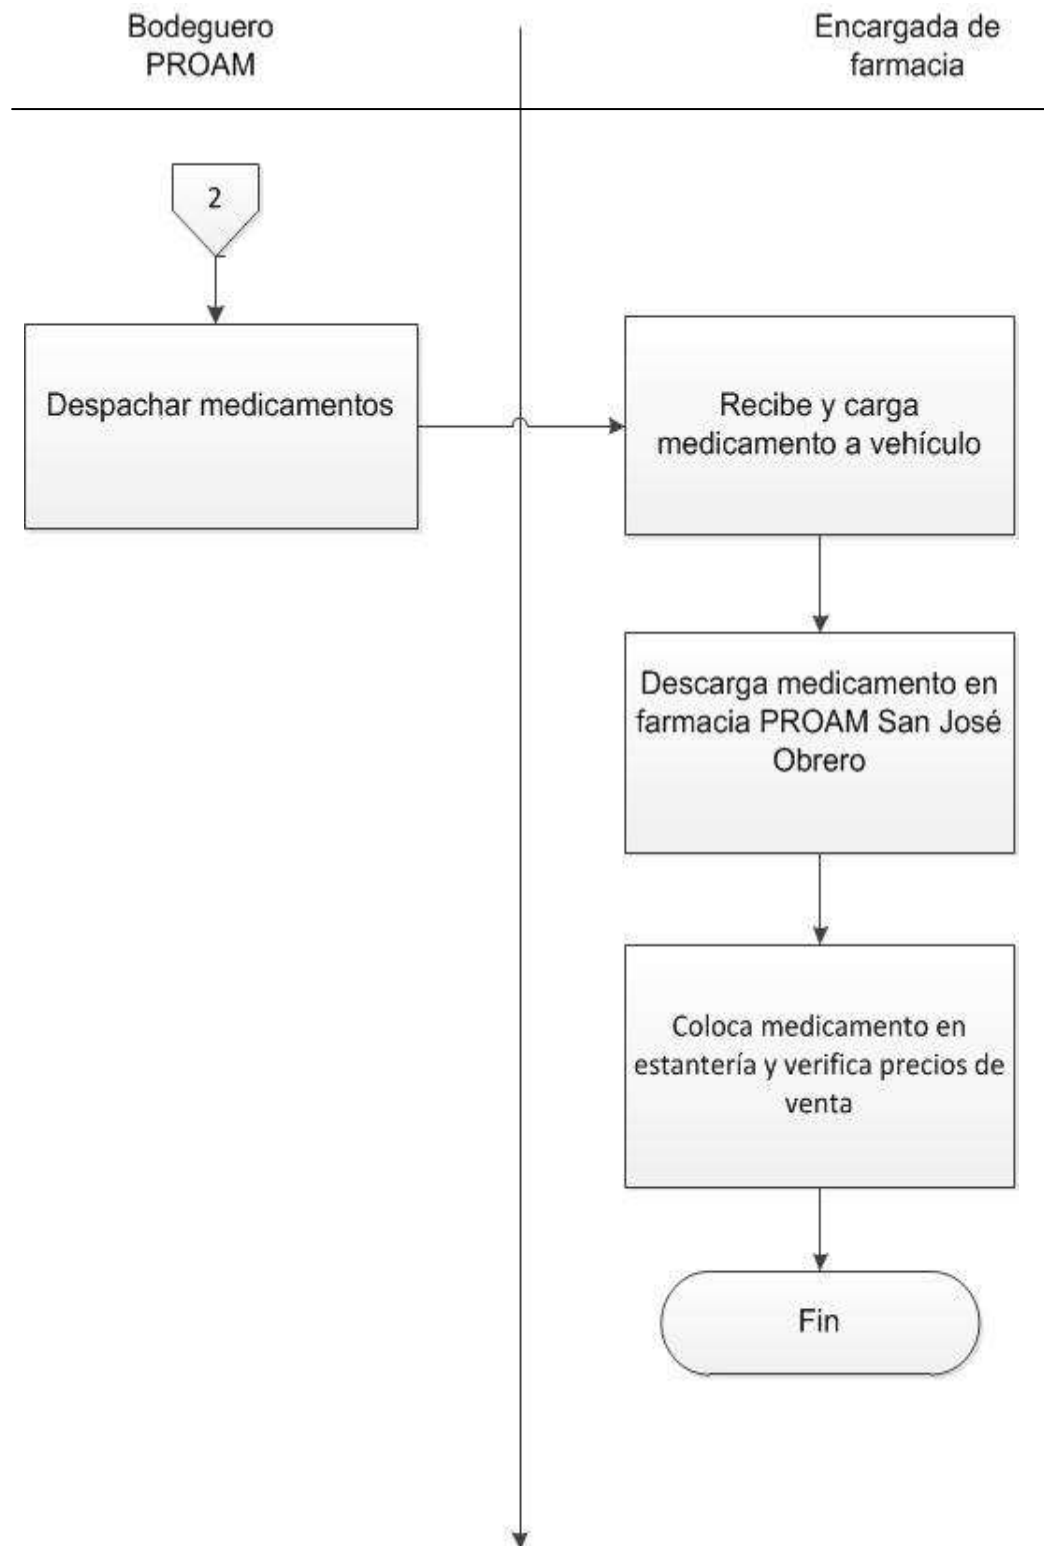 Bodeguero
PROAM
Encargada de
farmacia
2
Despachar medicamentos
Recibe y carga
medicamento a vehículo
Descarga medicamento en
farmacia PROAM San José
Obrero
Coloca medicamento en
estantería y verifica precios de
venta
Fin